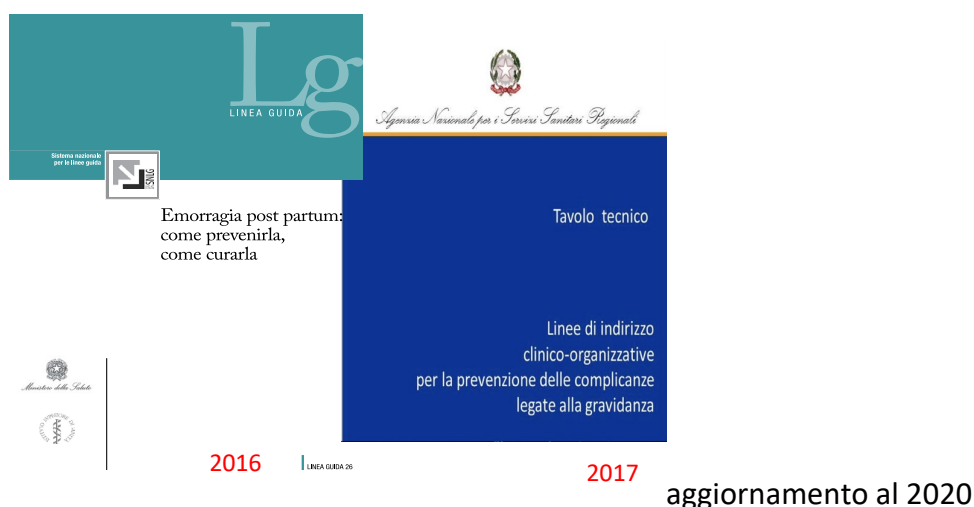 Lg
LINEA GUIDA
Sistema nazionale
per le linee guida
SNLG
Emorragia post partum:
come prevenirla,
come curarla
Ministero della Salute
2016
LINEA GUIDA 26
Agenzia Nazionale per i Servizi Sanitari Regionali
Tavolo tecnico
Linee di indirizzo
clinico-organizzative
per la prevenzione delle complicanze
legate alla gravidanza
2017
aggiornamento al 2020